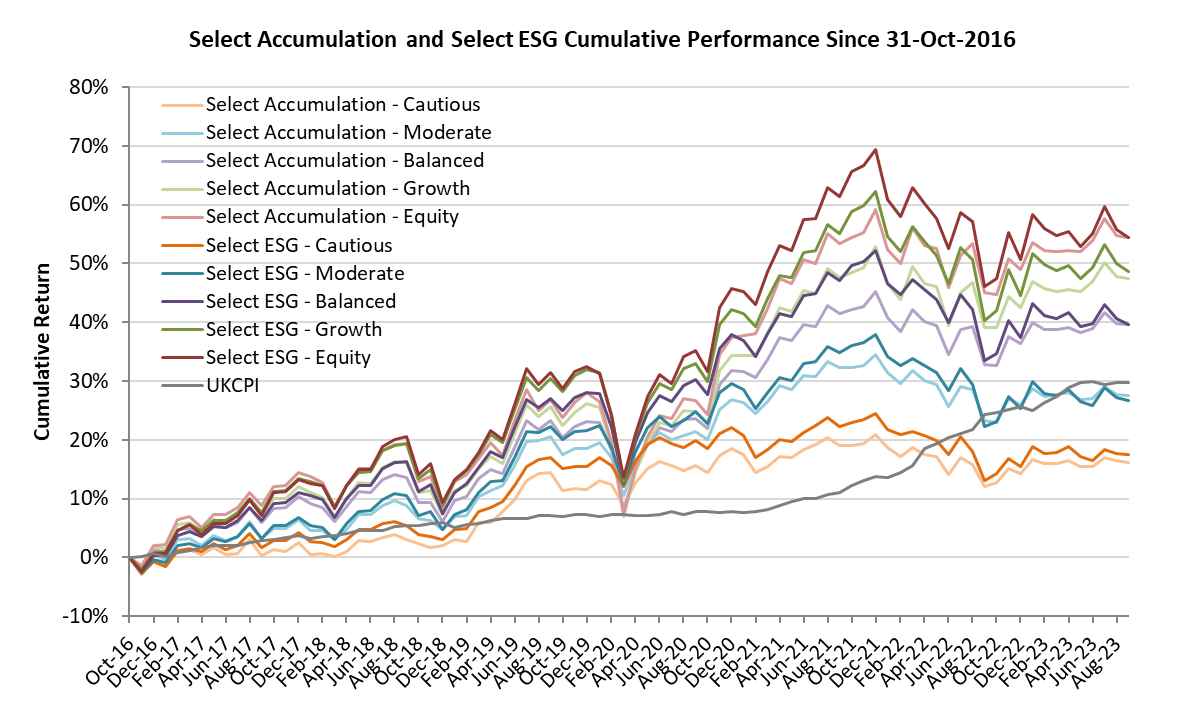 Select Accumulation and Select ESG Cumulative Performance Since 31-Oct-2016
80%
70%
60%
50%
40%
30%
20%
10%
0%
-10%
Cumulative Return
Select Accumulation - Cautious
Select Accumulation - Moderate
Select Accumulation - Balanced
Select Accumulation - Growth
Select Accumulation - Equity
Select ESG - Cautious
Select ESG - Moderate
Select ESG - Balanced
Select ESG - Growth
Select ESG - Equity
UKCPI
Oct-16
Dec-16
Feb-17
Apr-17
Jun-17
Aug-17
Oct-17
Dec-17
Feb-18
Apr-18
Jun-18
Aug-18
Oct-18
Dec-18
Feb-19
Apr-19
Jun-19
Aug-19
Oct-19
Dec-19
Feb-20
Apr-20
Jun-20
Aug-20
Oct-20
Dec-20
Feb-21
Apr-21
Jun-21
Aug-21
Oct-21
Dec-21
Feb-22
Apr-22
Jun-22
Aug-22
Oct-22
Dec-22
Feb-23
Apr-23
Jun-23
Aug-23